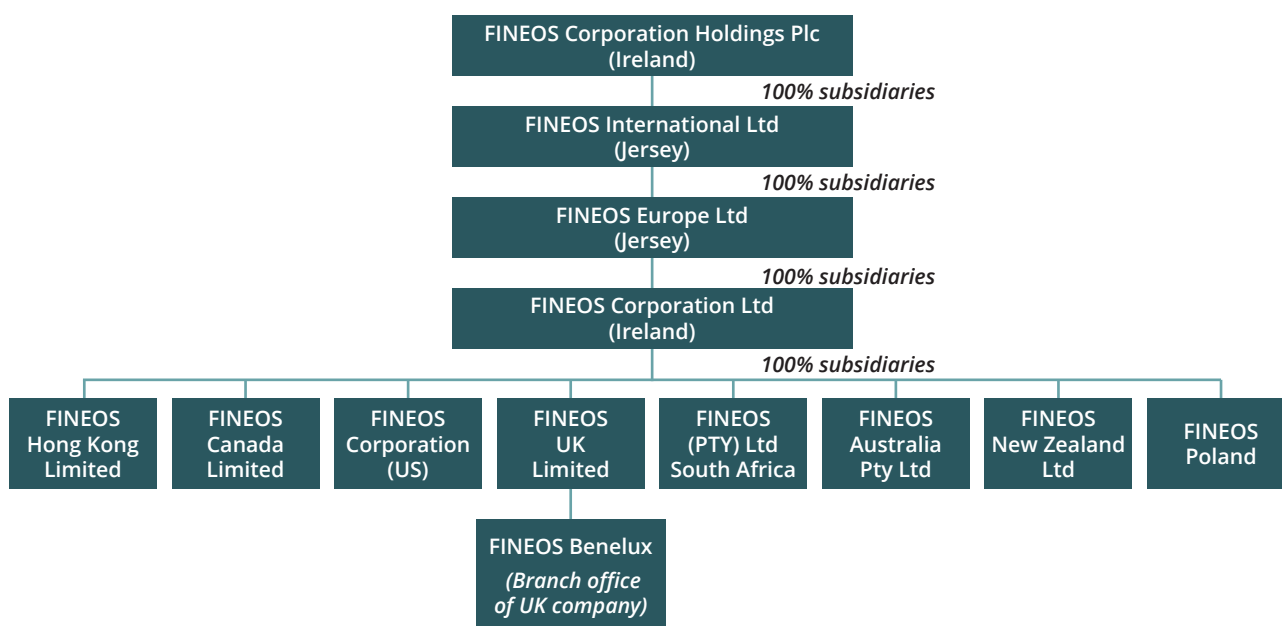 FINEOS Corporation Holdings Plc
(Ireland)
100% subsidiaries
FINEOS International Ltd
(Jersey)
100% subsidiaries
FINEOS Europe Ltd
(Jersey)
100% subsidiaries
FINEOS Corporation Ltd
(Ireland)
100% subsidiaries
FINEOS
Hong Kong
Limited
FINEOS
Canada
Limited
FINEOS
Corporation
(US)
FINEOS
UK
Limited
FINEOS
(PTY) Ltd
South Africa
FINEOS
Australia
Pty Ltd
FINEOS
New Zealand
Ltd
FINEOS
Poland
FINEOS Benelux
(Branch office
of UK company)